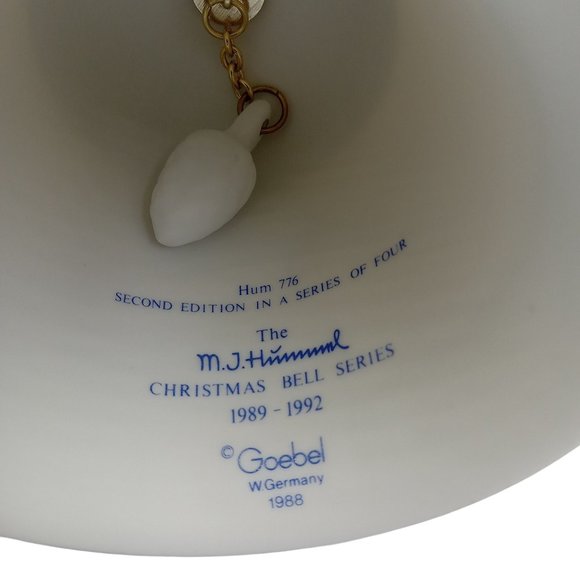 Hum 776
SECOND EDITION IN A SERIES OF FOUR
The
M.J. Hummel
CHRISTMAS BELL SERIES
1989 - 1992
© Goebel
W.Germany
1988